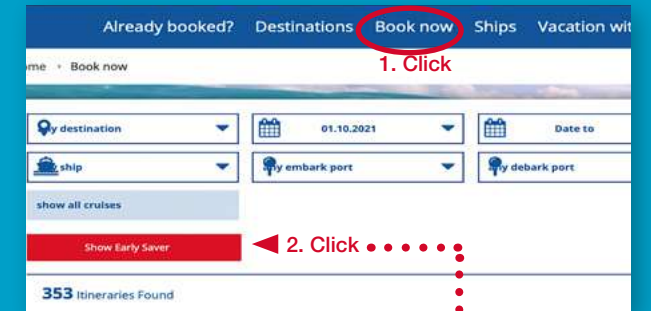 Already booked? Destinations Book now Ships Vacation wit
me • Book now
1. Click
y destination 01.10.2021 Date to
ship y embark port y debark port
show all cruises
Show Early Saver
2. Click
353 Itineraries Found